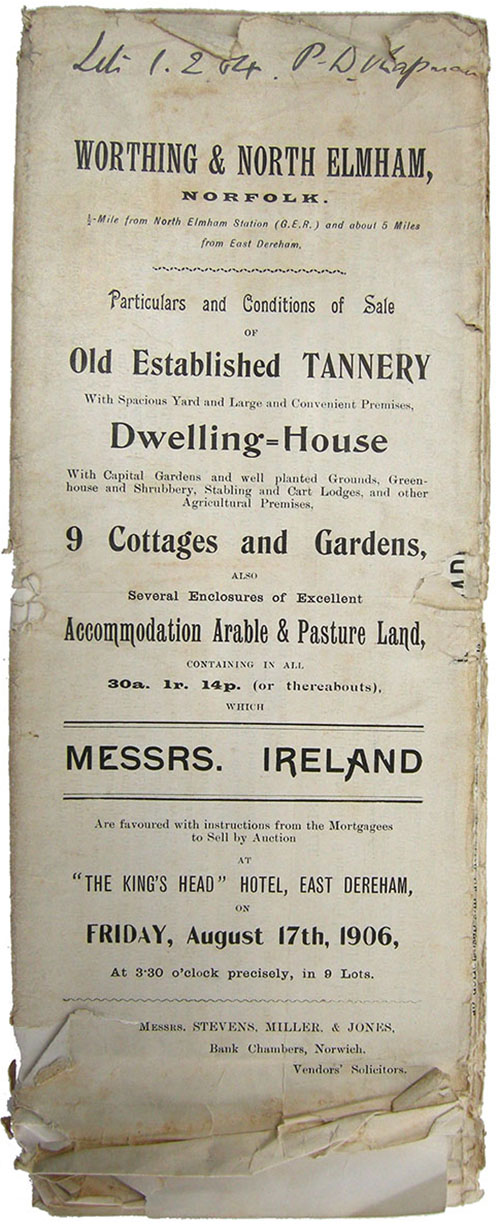 Lots 1. 2 & 4. P. D. Chapman
WORTHING & NORTH ELMHAM,
NORFOLK.
½-Mile from North Elmham Station (G.E.R.) and about 5 Miles
from East Dereham.
Particulars and Conditions of Sale
OF
Old Established TANNERY
With Spacious Yard and Large and Convenient Premises,
Dwelling=House
With Capital Gardens and well planted Grounds, Green-
house and Shrubbery, Stabling and Cart Lodges, and other
Agricultural Premises,
9 Cottages and Gardens,
ALSO
Several Enclosures of Excellent
Accommodation Arable & Pasture Land,
CONTAINING IN ALL
30a. 1r. 14p. (or thereabouts),
WHICH
MESSRS. IRELAND
Are favoured with instructions from the Mortgagees
to Sell by Auction
AT
"THE KING'S HEAD" HOTEL, EAST DEREHAM,
ON
FRIDAY, August 17th, 1906,
At 3·30 o'clock precisely, in 9 Lots.
MESSRS. STEVENS, MILLER, & JONES,
Bank Chambers, Norwich.
Vendors' Solicitors.